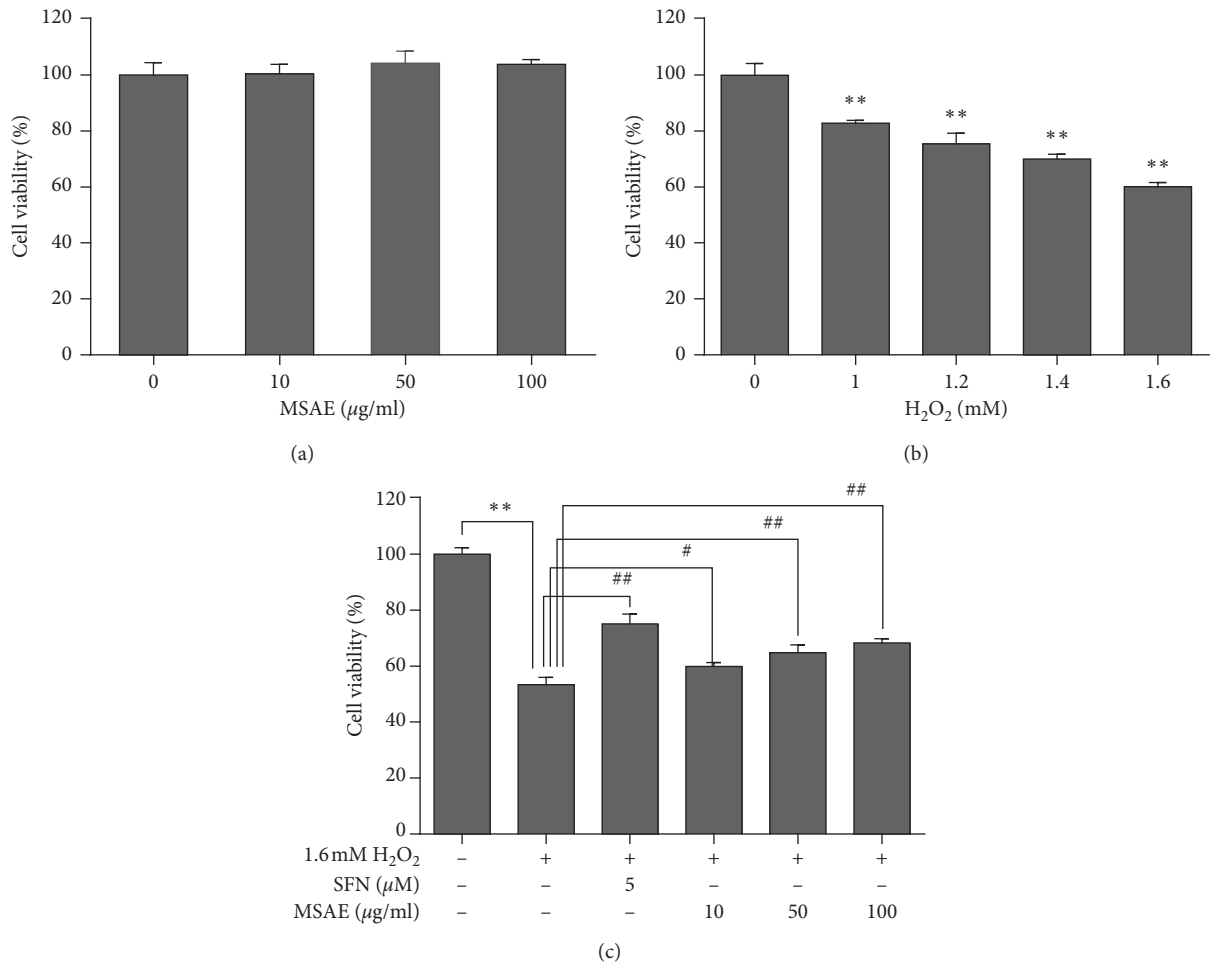 120
100
80
60
40
20
0
Cell viability (%)
0 10 50 100
MSAE (μg/ml)
(a)
120
100
80
60
40
20
0
Cell viability (%)
** ** ** **
0 1 1.2 1.4 1.6
H₂O₂ (mM)
(b)
120
100
80
60
40
20
0
Cell viability (%)
**
##
#
##
##
1.6 mM H₂O₂ – + + + + +
SFN (μM) – – 5 – – –
MSAE (μg/ml) – – – 10 50 100
(c)